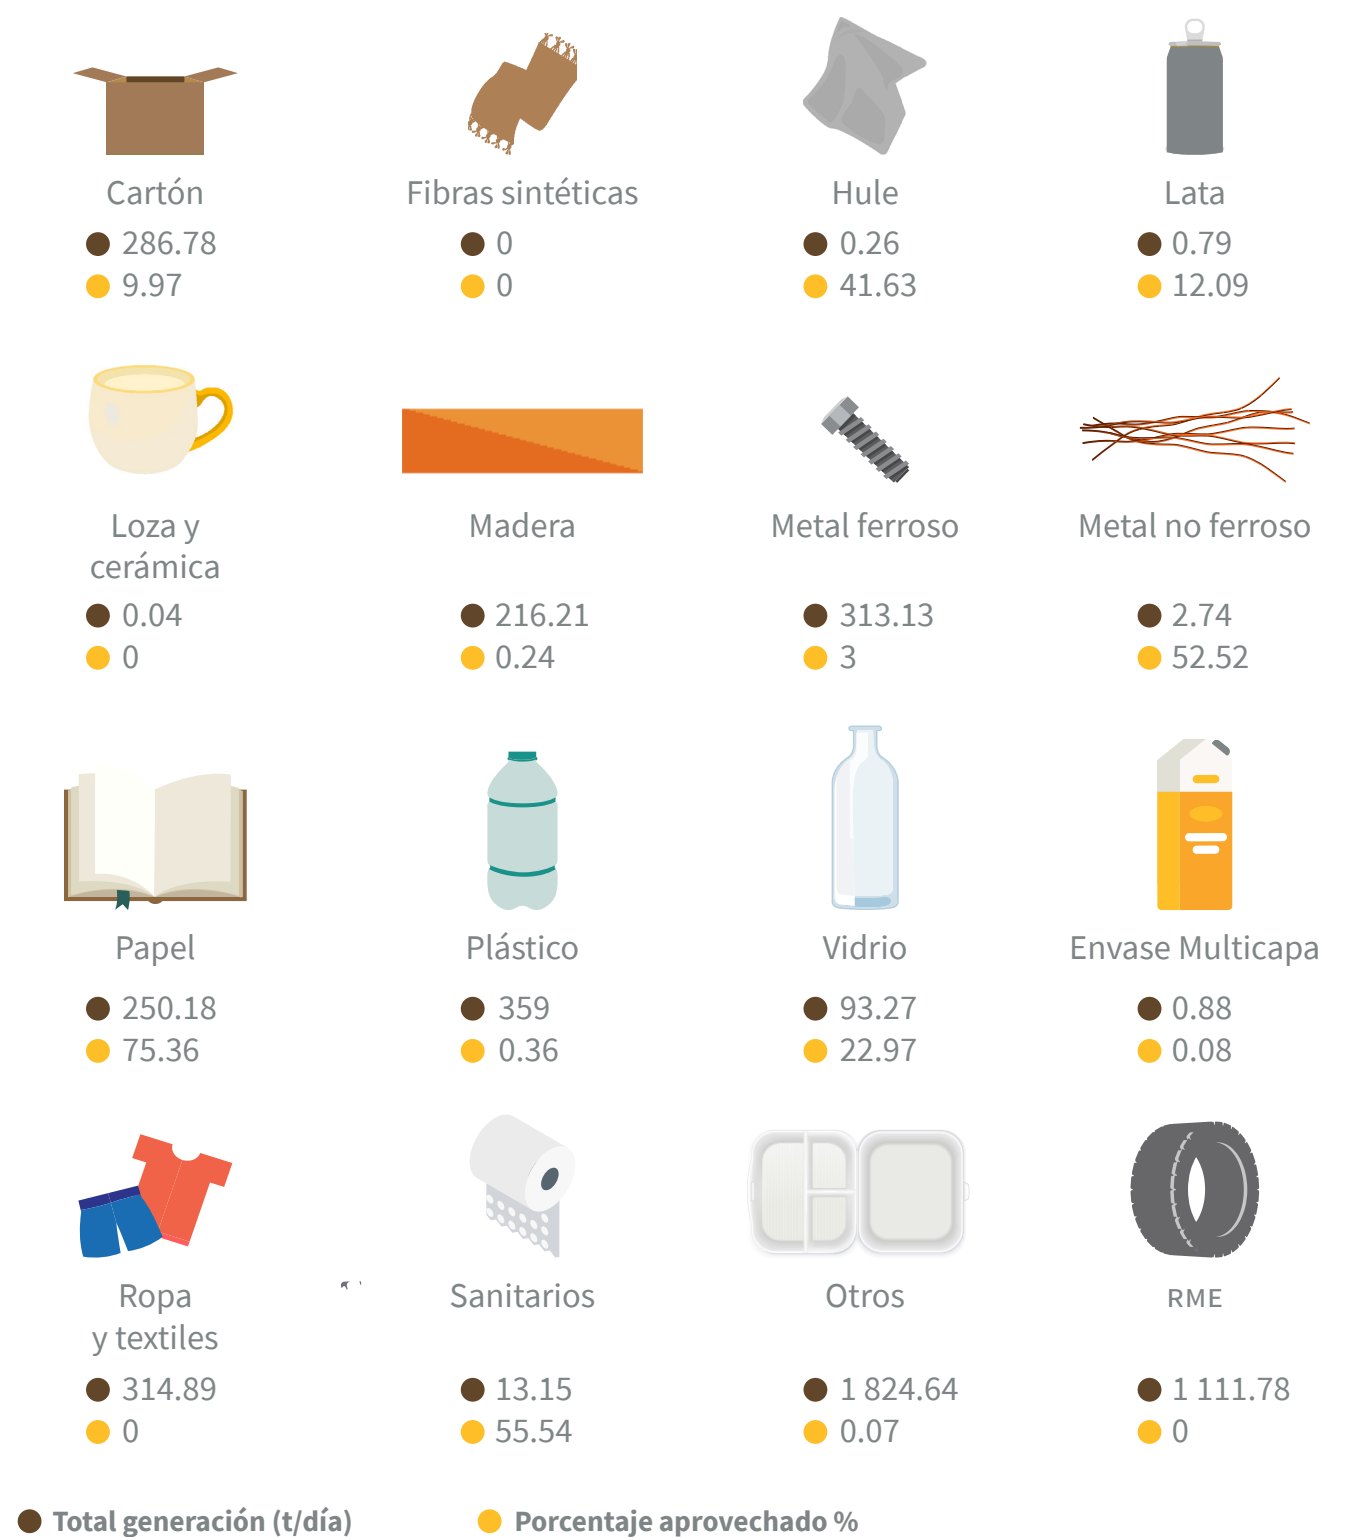 Cartón
Fibras sintéticas
Hule
Lata
286.78
0
0.26
0.79
9.97
0
41.63
12.09
Loza y
cerámica
Madera
Metal ferroso
Metal no ferroso
0.04
216.21
313.13
2.74
0
0.24
3
52.52
Papel
Plástico
Vidrio
Envase Multicapa
250.18
359
93.27
0.88
75.36
0.36
22.97
0.08
Ropa
y textiles
Sanitarios
Otros
RME
314.89
13.15
1 824.64
1 111.78
0
55.54
0.07
0
Total generación (t/día)
Porcentaje aprovechado %